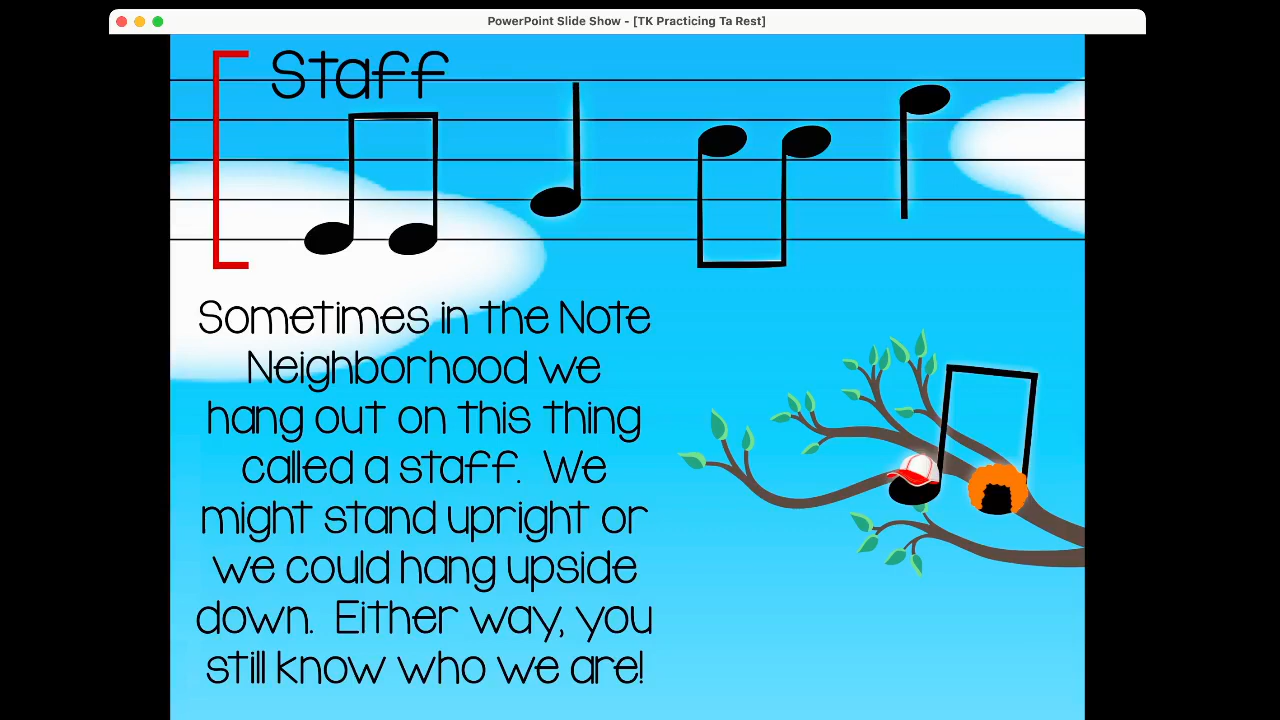 PowerPoint Slide Show - [TK Practicing Ta Rest]
Staff
Sometimes in the Note
Neighborhood we
hang out on this thing
called a staff. We
might stand upright or
we could hang upside
down. Either way, you
still know who we are!